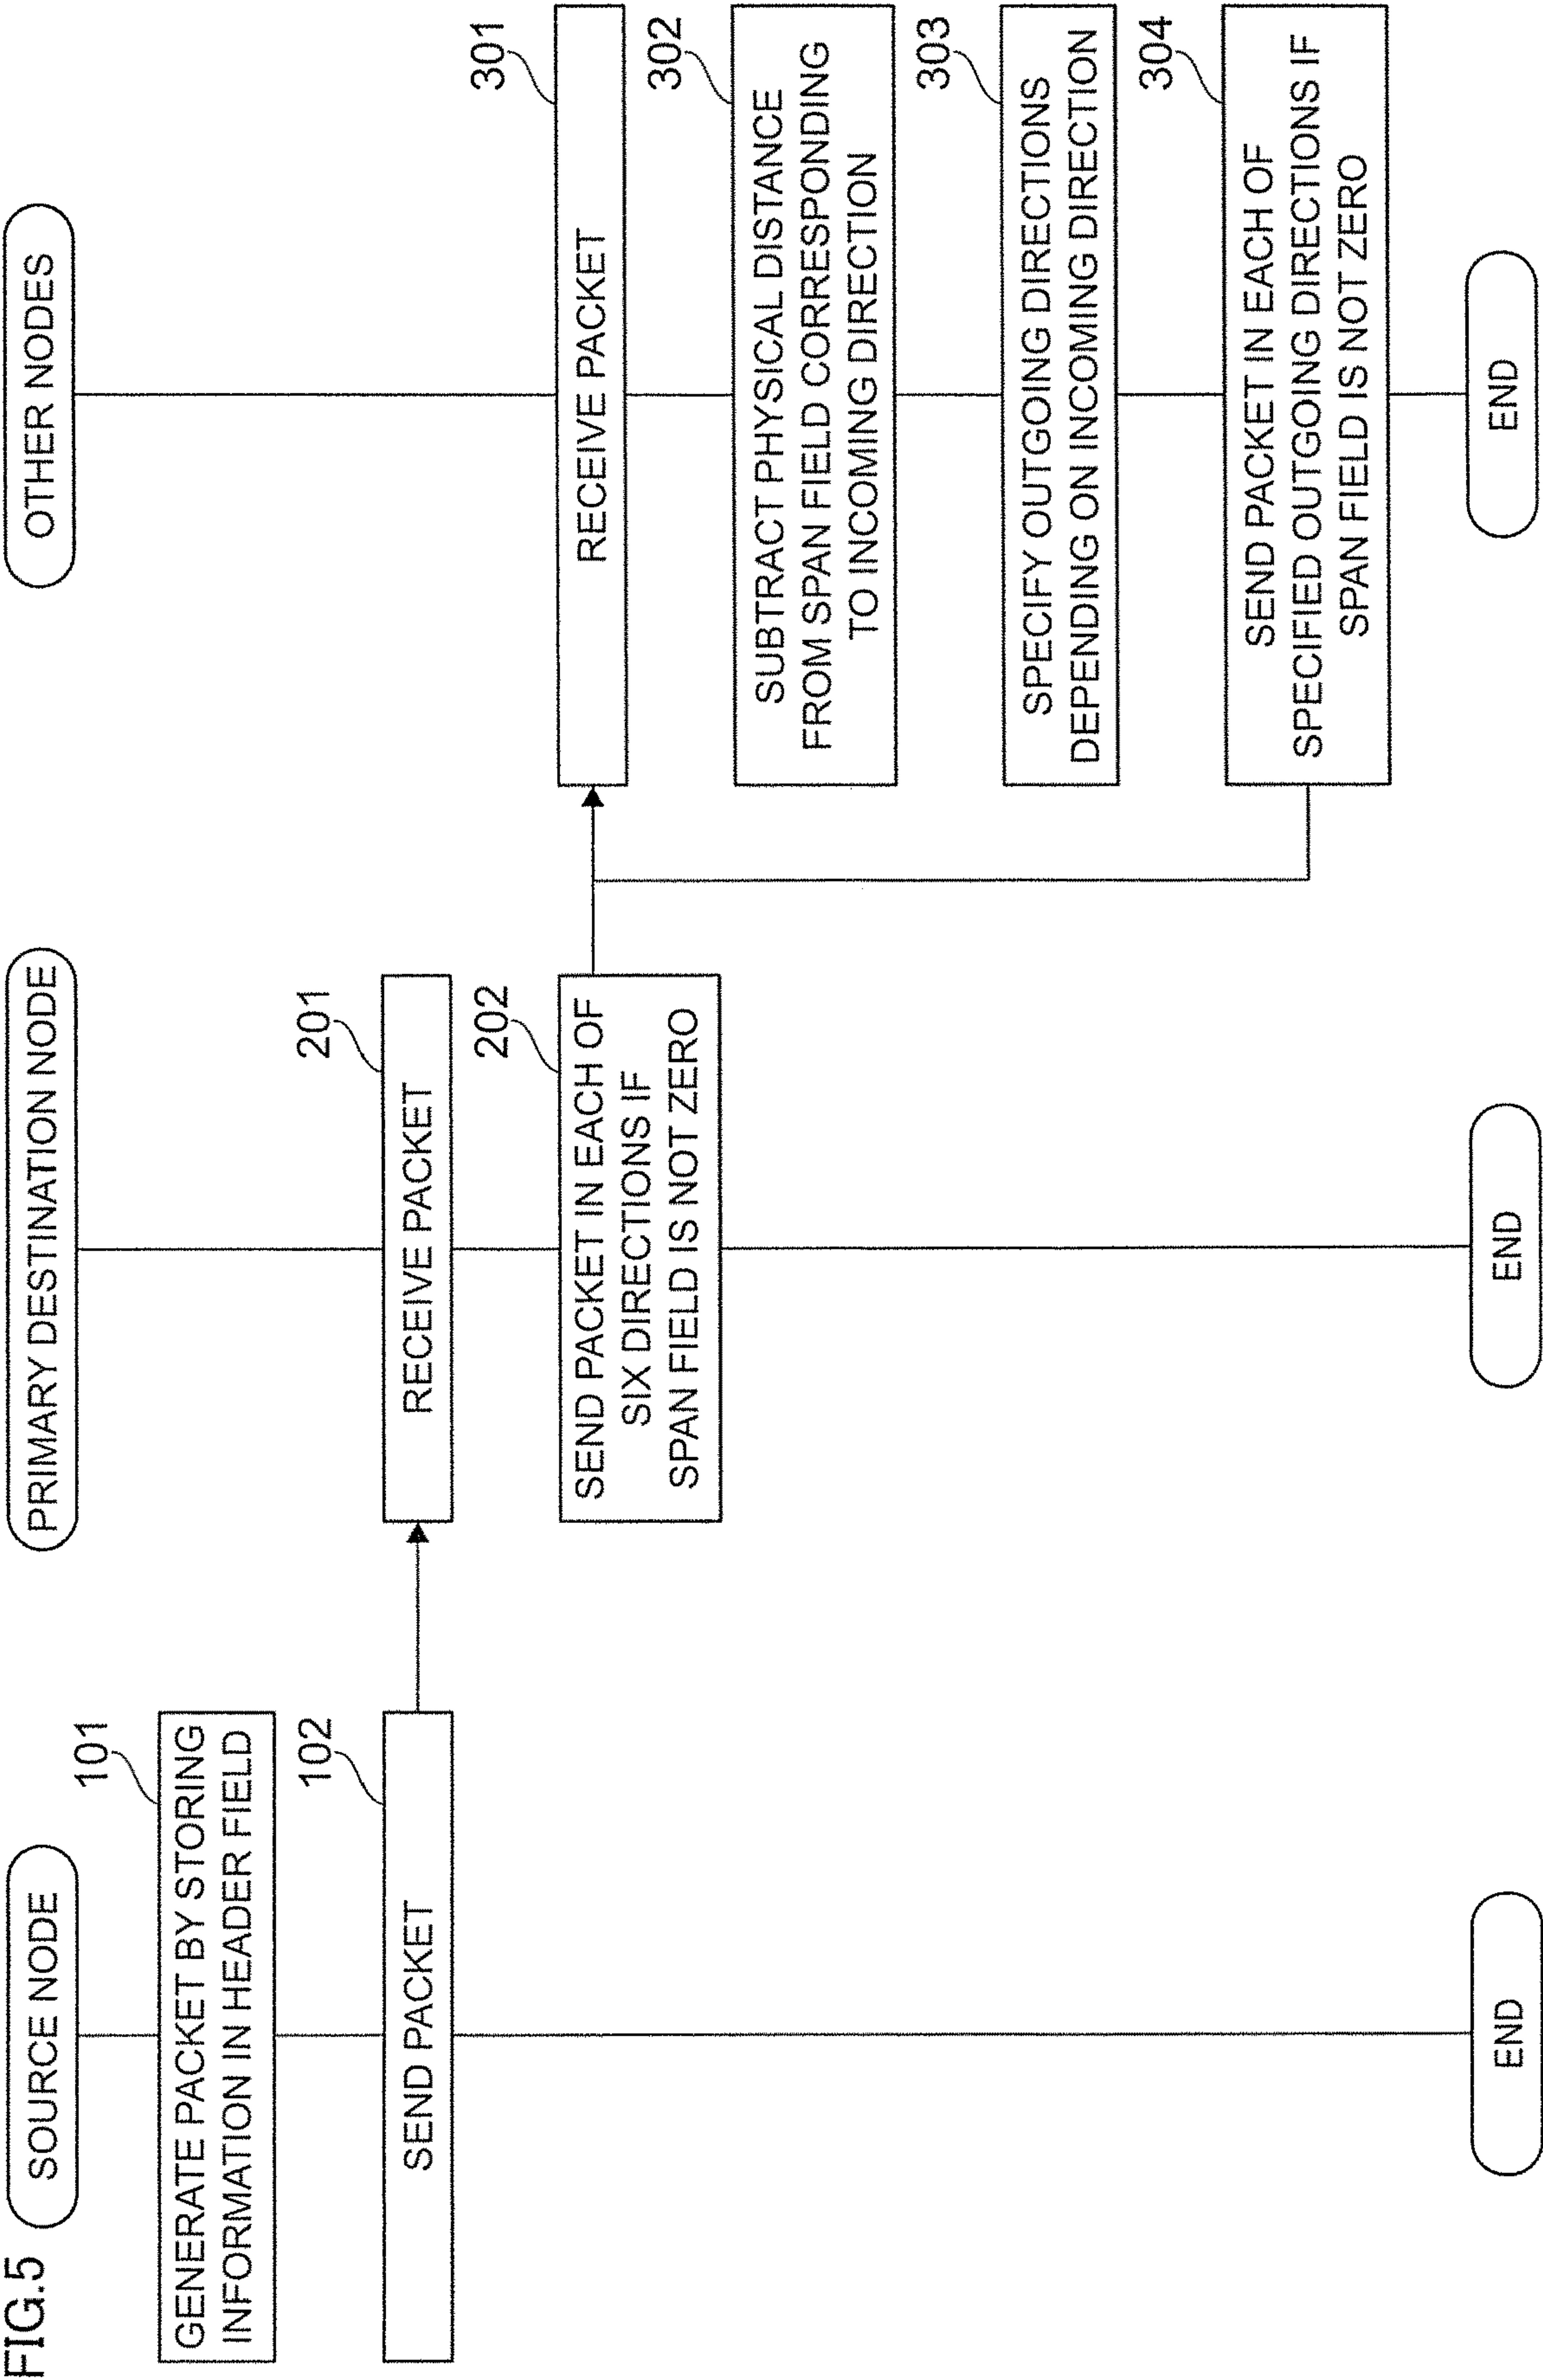 FIG.5
SOURCE NODE
101
GENERATE PACKET BY STORING
INFORMATION IN HEADER FIELD
102
SEND PACKET
END
PRIMARY DESTINATION NODE
201
RECEIVE PACKET
202
SEND PACKET IN EACH OF
SIX DIRECTIONS IF
SPAN FIELD IS NOT ZERO
END
OTHER NODES
301
RECEIVE PACKET
302
SUBTRACT PHYSICAL DISTANCE
FROM SPAN FIELD CORRESPONDING
TO INCOMING DIRECTION
303
SPECIFY OUTGOING DIRECTIONS
DEPENDING ON INCOMING DIRECTION
304
SEND PACKET IN EACH OF
SPECIFIED OUTGOING DIRECTIONS IF
SPAN FIELD IS NOT ZERO
END